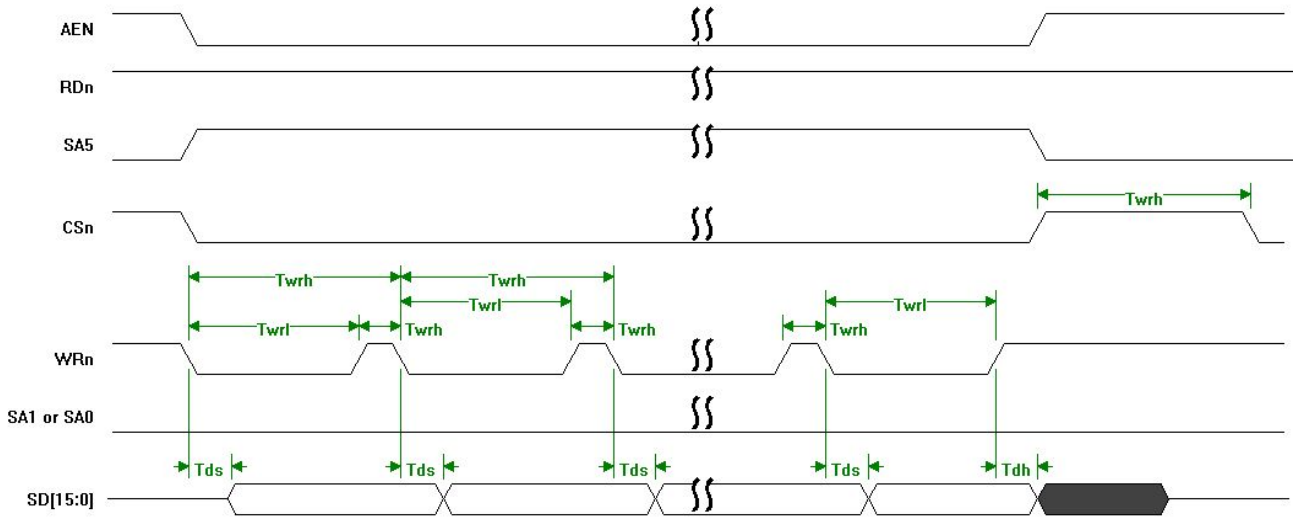 AEN
RDn
SA5
Twrh
CSn
Twrh Twrh
Twrl Twrh Twrl Twrh Twrh Twrl
WRn
SA1 or SA0
Tds Tds Tds Tds Tdh
SD[15:0]